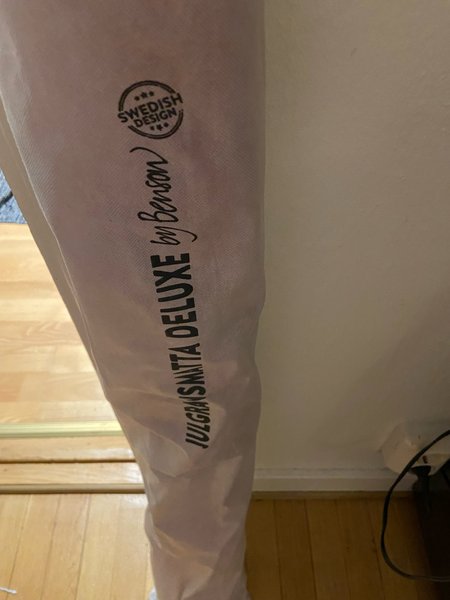 JULGRANSMATTA DELUXE by Benson
SWEDISH
DESIGN